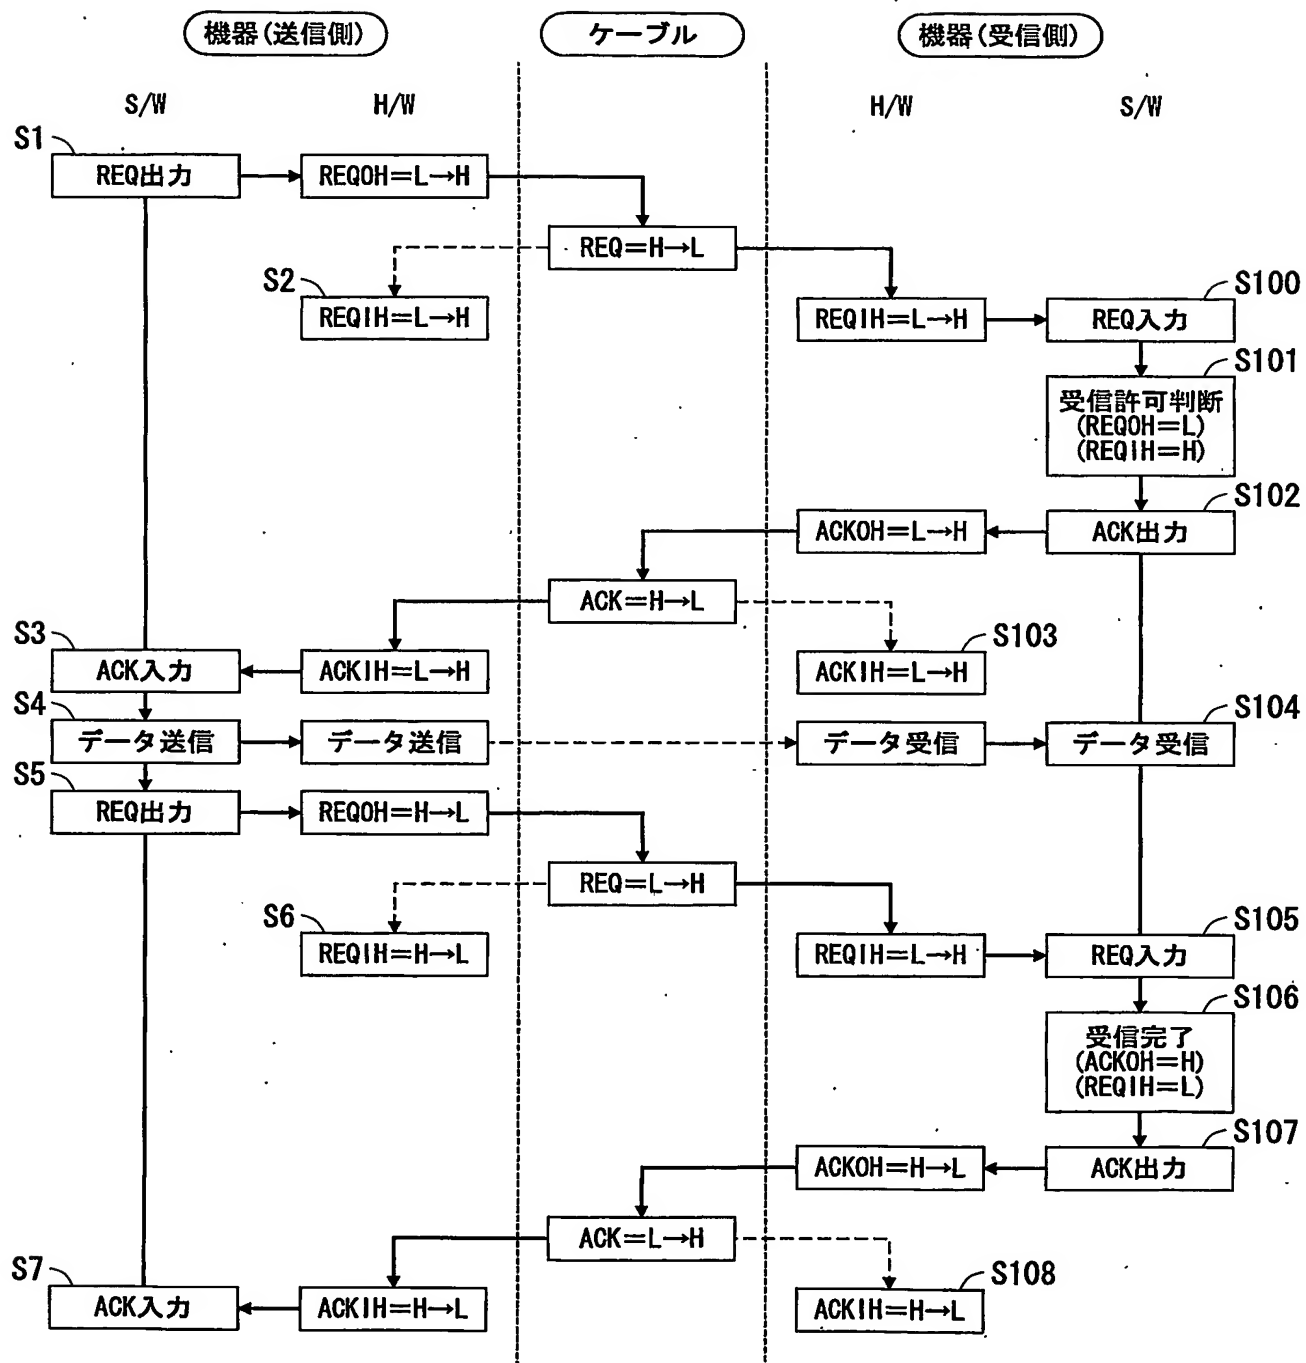 機器(送信側)
ケーブル
機器(受信側)
S/W
H/W
H/W
S/W
S1
REQ出力
REQOH=L→H
REQ=H→L
S2
REQIH=L→H
REQIH=L→H
S100
REQ入力
S101
受信許可判断
(REQOH=L)
(REQIH=H)
S102
ACK出力
ACKOH=L→H
ACK=H→L
S3
ACK入力
ACKIH=L→H
S103
ACKIH=L→H
S4
データ送信
データ送信
データ受信
S104
データ受信
S5
REQ出力
REQOH=H→L
REQ=L→H
S6
REQIH=H→L
REQIH=L→H
S105
REQ入力
S106
受信完了
(ACKOH=H)
(REQIH=L)
S107
ACK出力
ACKOH=H→L
ACK=L→H
S7
ACK入力
ACKIH=H→L
S108
ACKIH=H→L